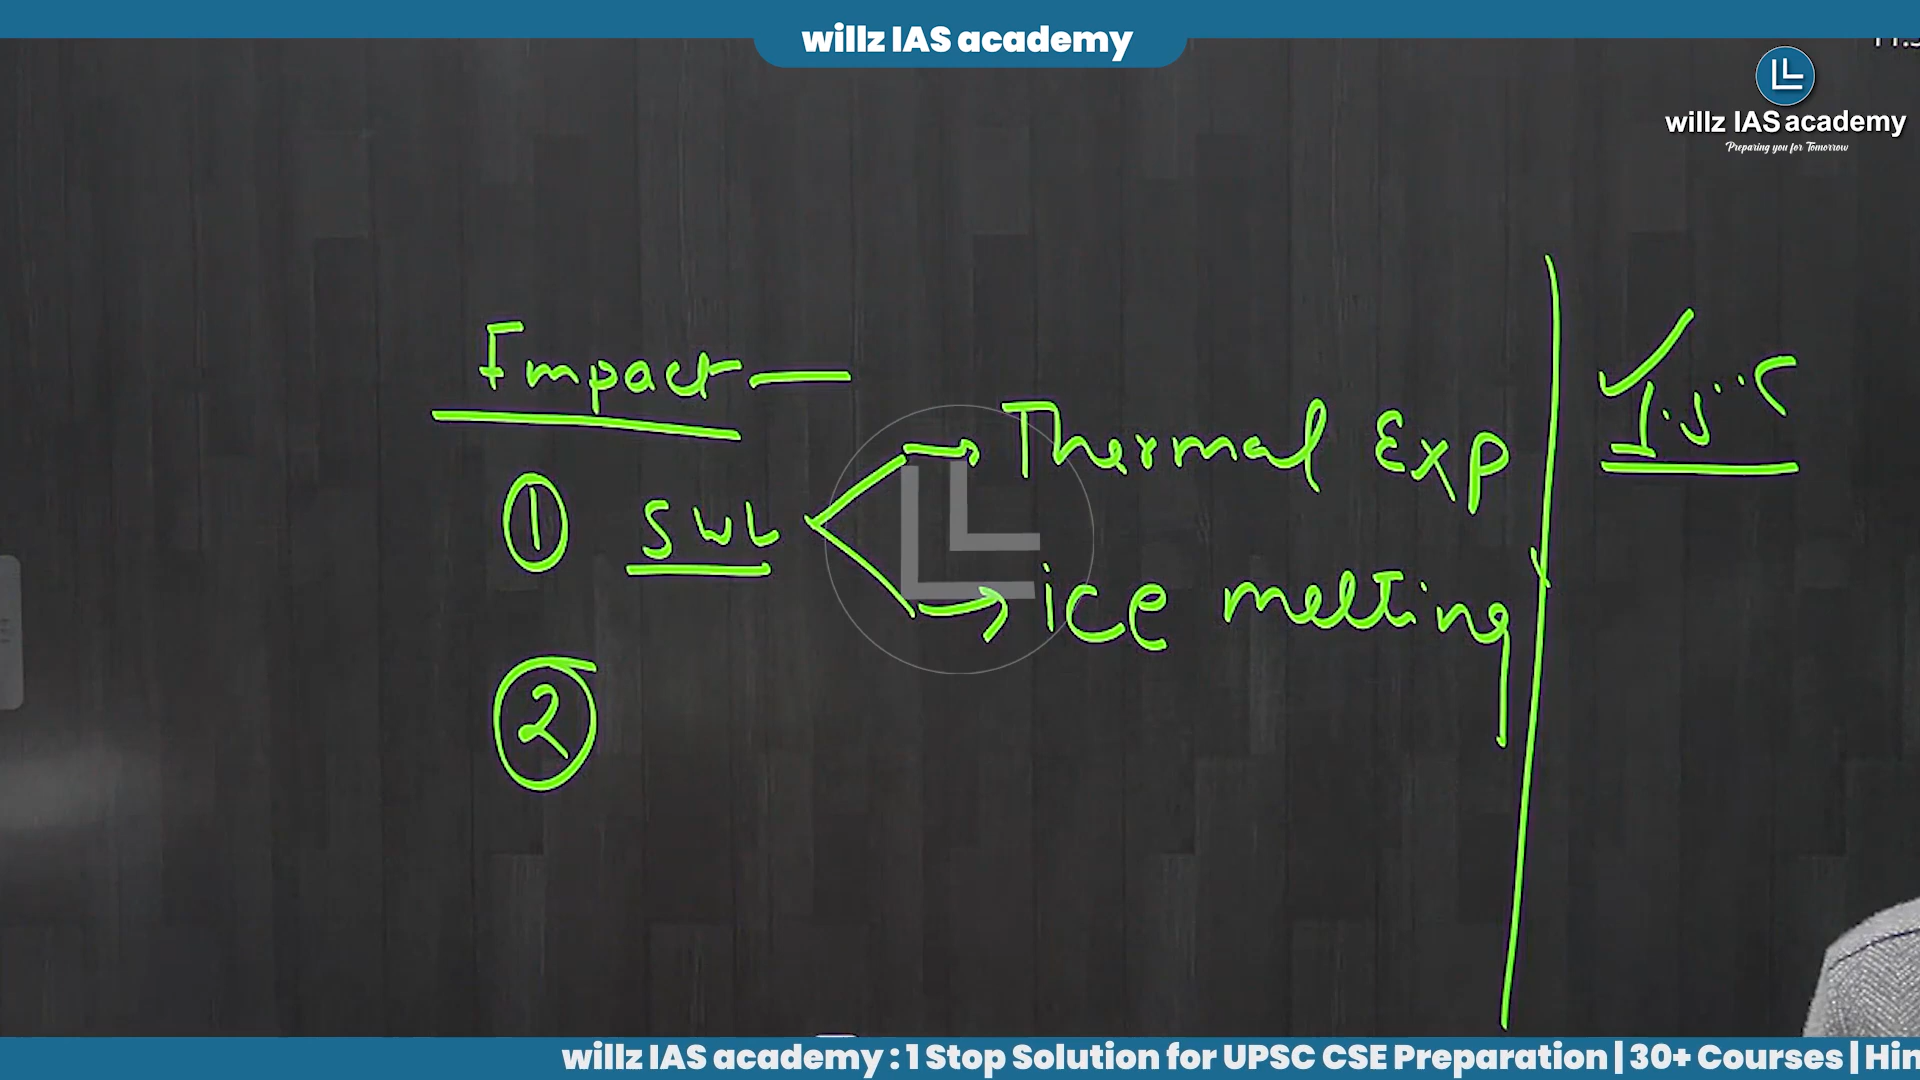 willz IAS academy
willz IAS academy
Preparing you for Tomorrow
Impact —
① SWL → Thermal Exp
→ ice melting
②
willz IAS academy : 1 Stop Solution for UPSC CSE Preparation | 30+ Courses | Hin